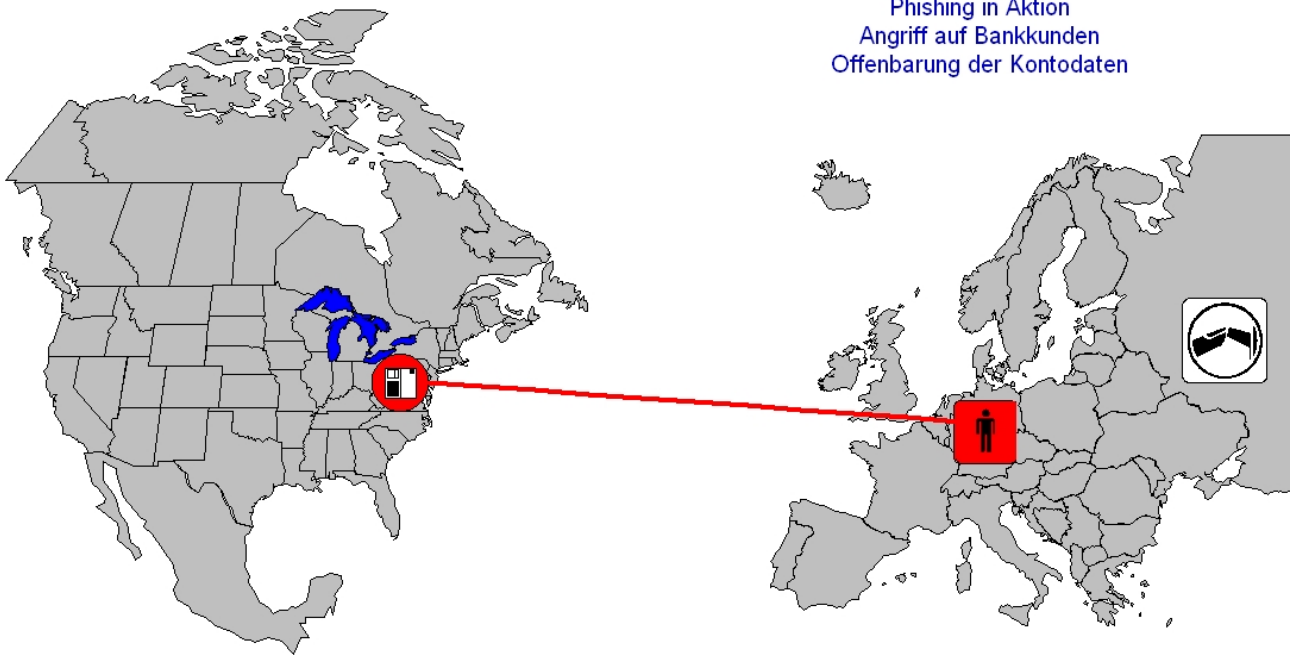 Phishing in Aktion
Angriff auf Bankkunden
Offenbarung der Kontodaten